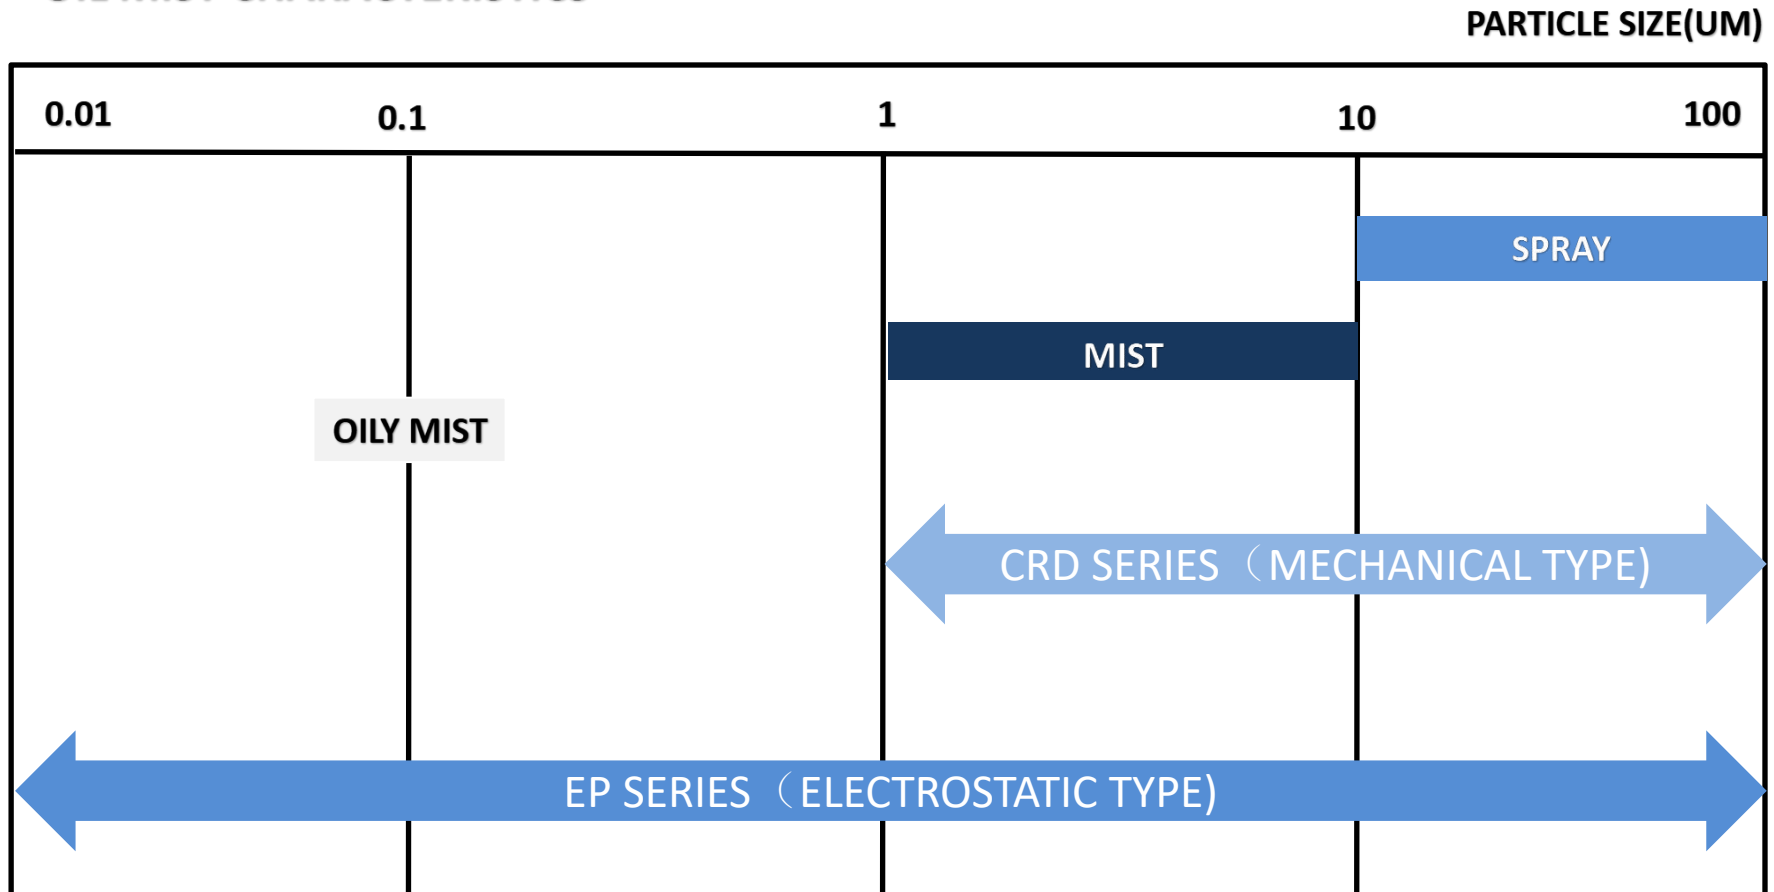 PARTICLE SIZE(UM)
0.01 0.1 1 10 100
SPRAY
MIST
OILY MIST
CRD SERIES（MECHANICAL TYPE)
EP SERIES（ELECTROSTATIC TYPE)